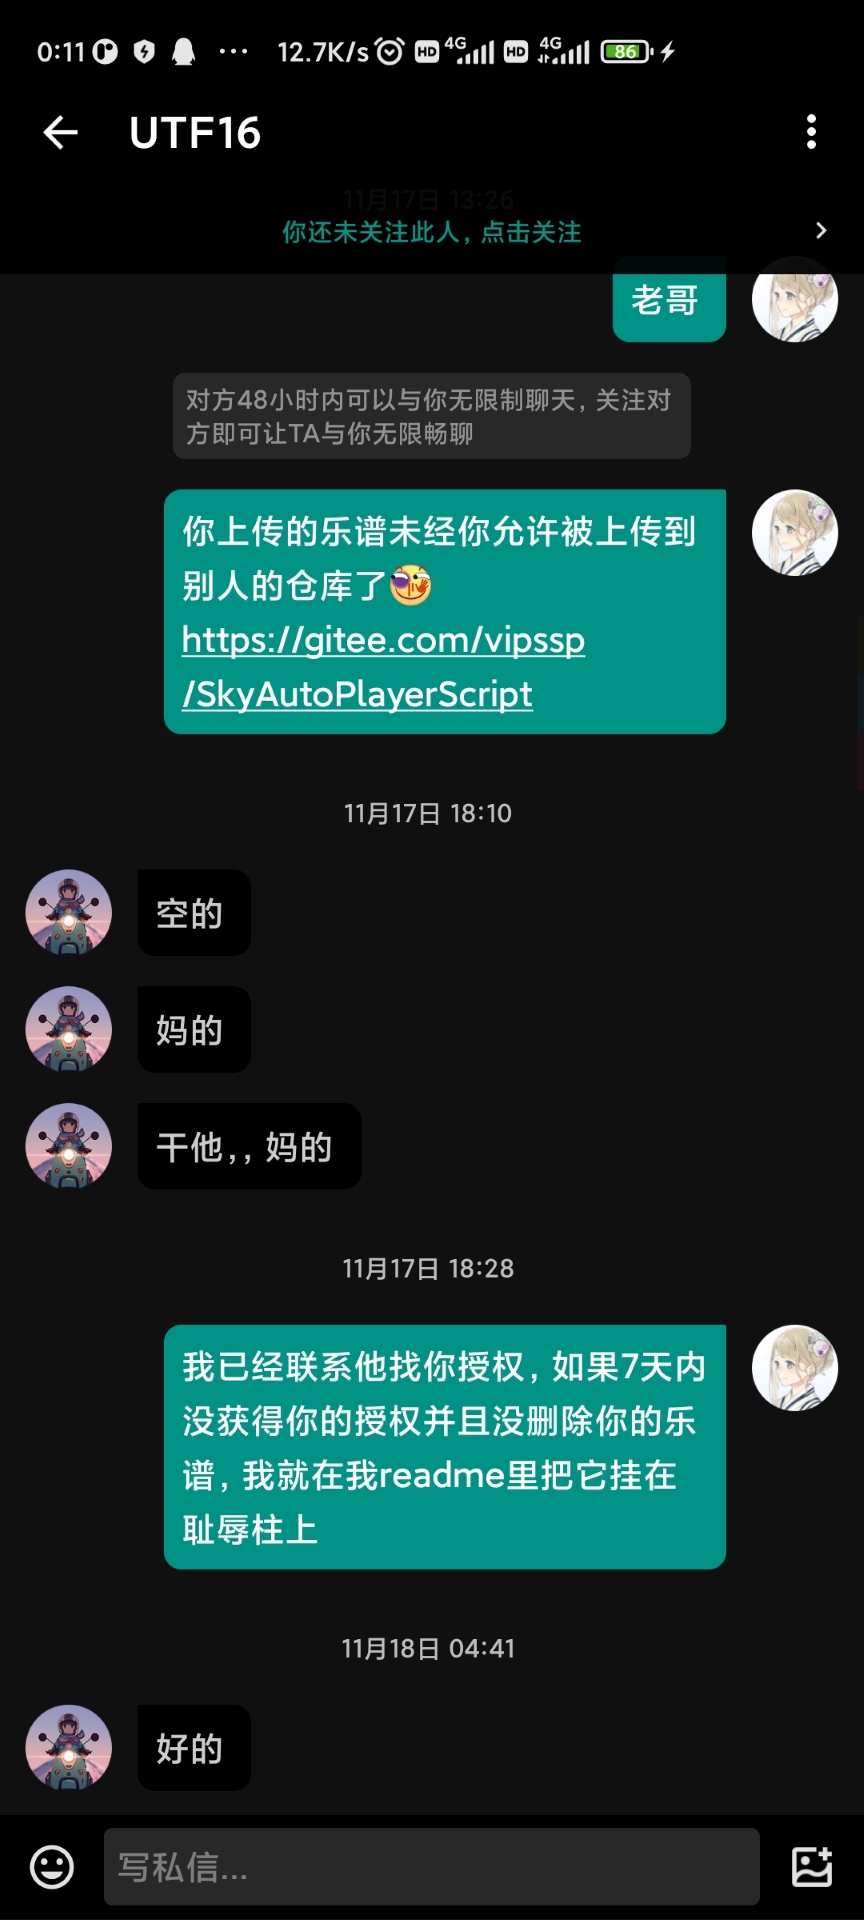 0:11 ··· 12.7K/s HD 4G HD 4G 86
UTF16
11月17日 13:26
你还未关注此人，点击关注
老哥
对方48小时内可以与你无限制聊天，关注对
方即可让TA与你无限畅聊
你上传的乐谱未经你允许被上传到
别人的仓库了
https://gitee.com/vipssp
/SkyAutoPlayerScript
11月17日 18:10
空的
妈的
干他，，妈的
11月17日 18:28
我已经联系他找你授权，如果7天内
没获得你的授权并且没删除你的乐
谱，我就在我readme里把它挂在
耻辱柱上
11月18日 04:41
好的
写私信...